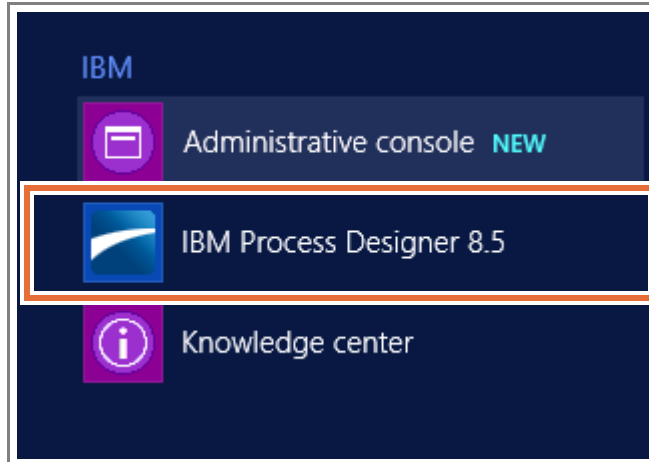 IBM
Administrative console NEW
IBM Process Designer 8.5
Knowledge center